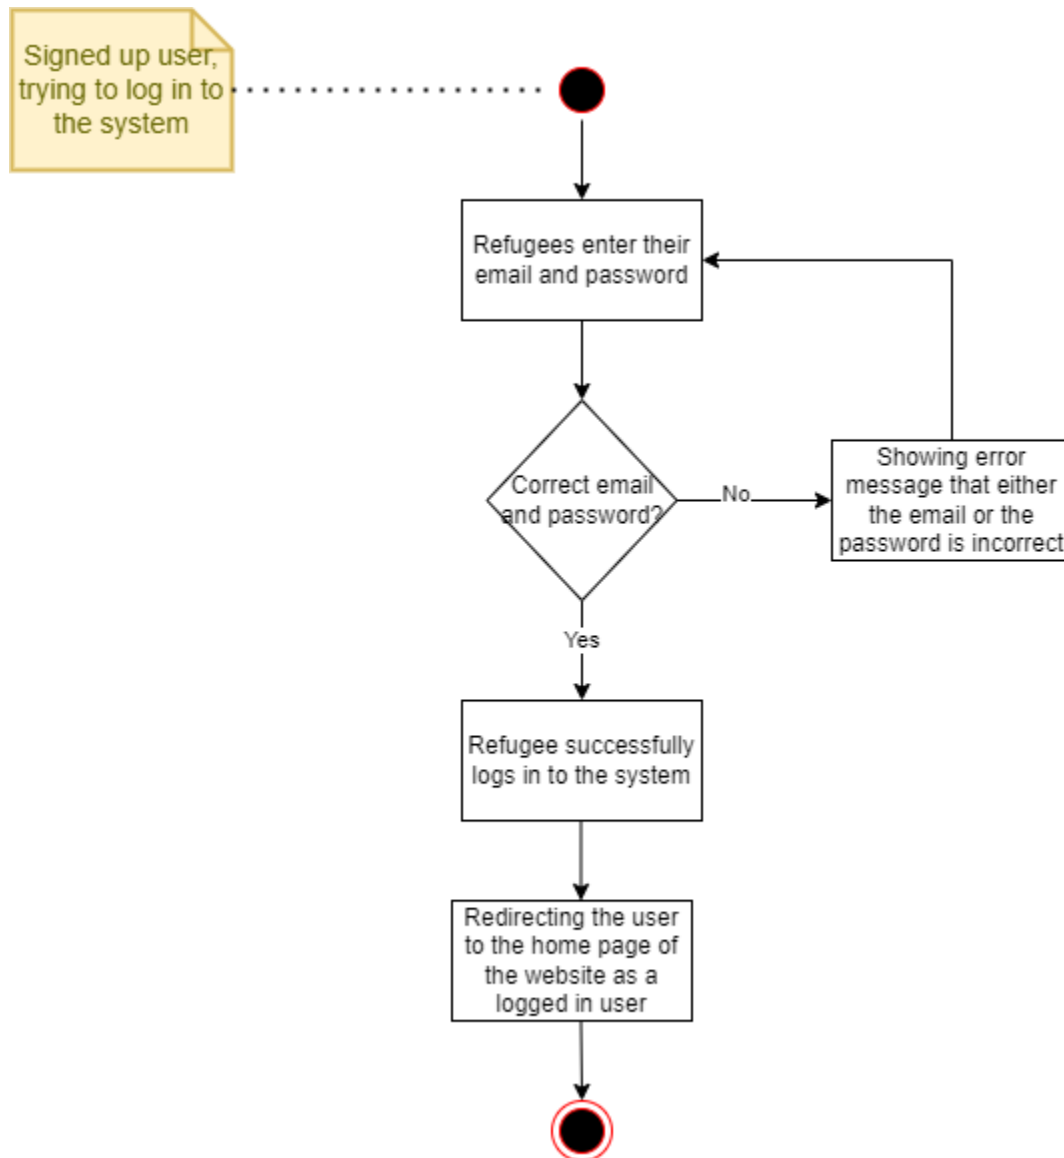 Signed up user,
trying to log in to
the system
Refugees enter their
email and password
Correct email
and password?
No
Showing error
message that either
the email or the
password is incorrect
Yes
Refugee successfully
logs in to the system
Redirecting the user
to the home page of
the website as a
logged in user